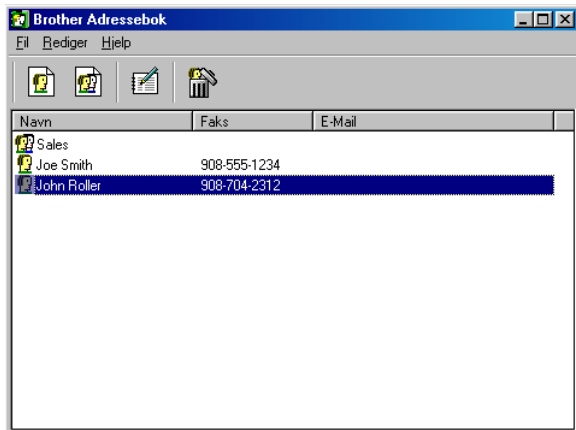 Brother Adressebok
Fil Rediger Hjelp
Navn Faks E-Mail
Sales
Joe Smith 908-555-1234
John Roller 908-704-2312